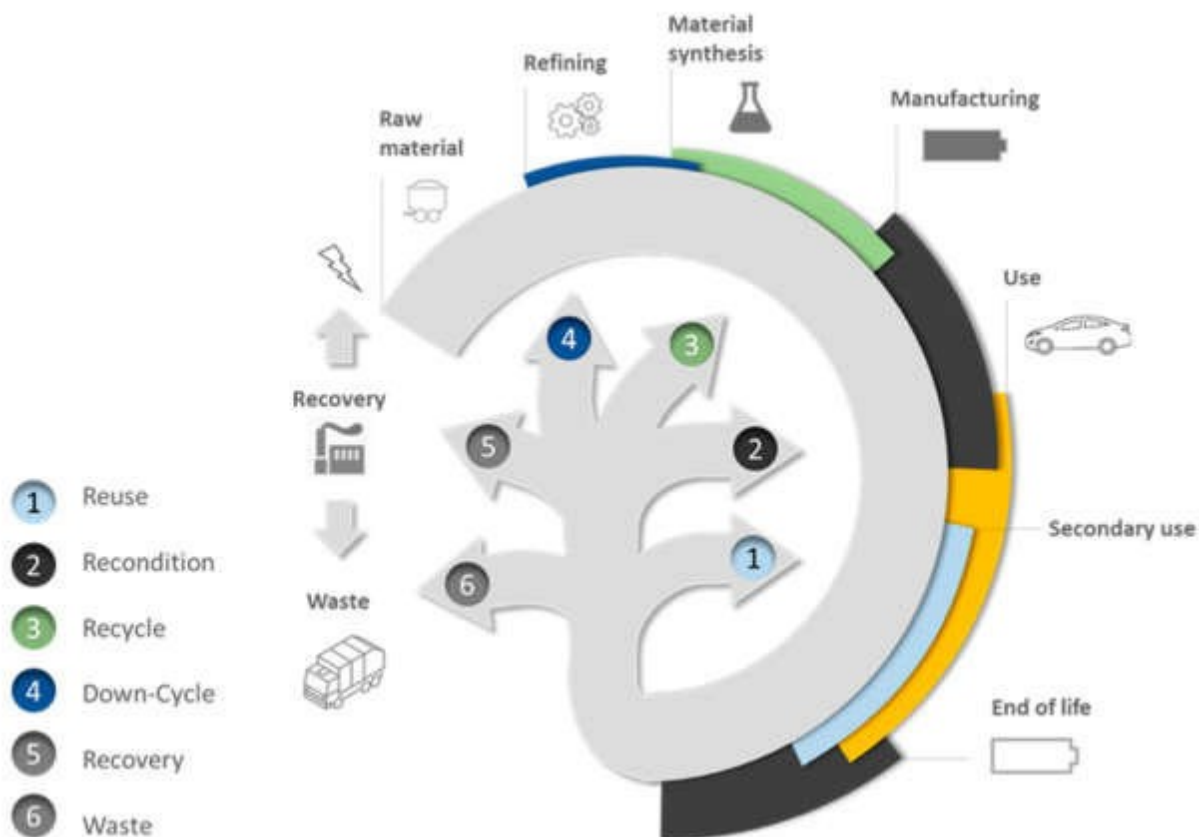 Material
synthesis
Refining
Manufacturing
Raw
material
Use
Recovery
4
3
5
2
1
6
Secondary use
Waste
End of life
1 Reuse
2 Recondition
3 Recycle
4 Down-Cycle
5 Recovery
6 Waste